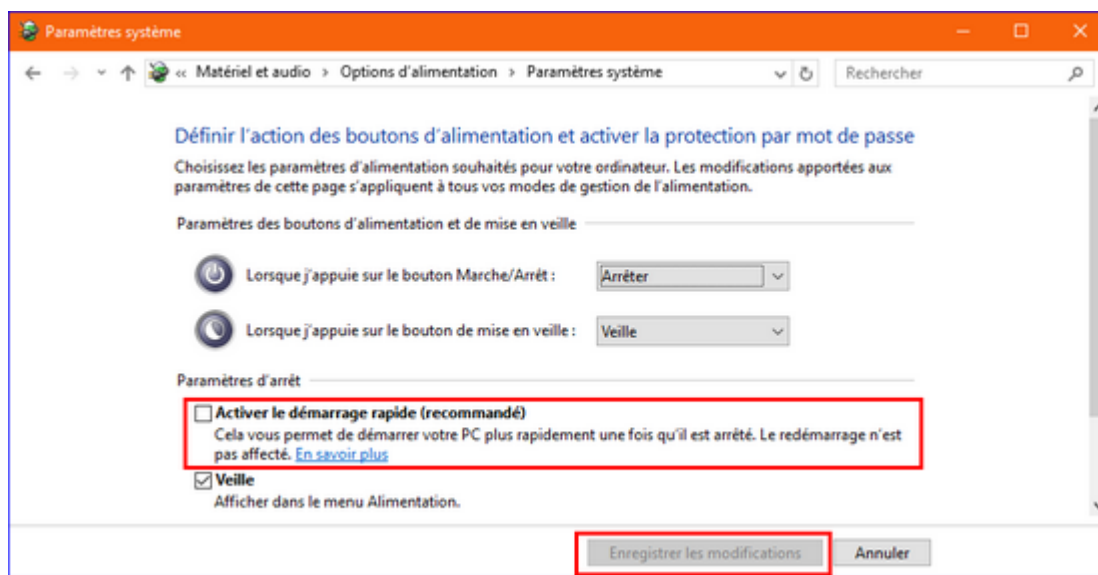 Paramètres système
« Matériel et audio > Options d'alimentation > Paramètres système
Rechercher
Définir l'action des boutons d'alimentation et activer la protection par mot de passe
Choisissez les paramètres d'alimentation souhaités pour votre ordinateur. Les modifications apportées aux
paramètres de cette page s'appliquent à tous vos modes de gestion de l'alimentation.
Paramètres des boutons d'alimentation et de mise en veille
Lorsque j'appuie sur le bouton Marche/Arrêt : Arrêter
Lorsque j'appuie sur le bouton de mise en veille : Veille
Paramètres d'arrêt
Activer le démarrage rapide (recommandé)
Cela vous permet de démarrer votre PC plus rapidement une fois qu'il est arrêté. Le redémarrage n'est
pas affecté. En savoir plus
Veille
Afficher dans le menu Alimentation.
Enregistrer les modifications Annuler